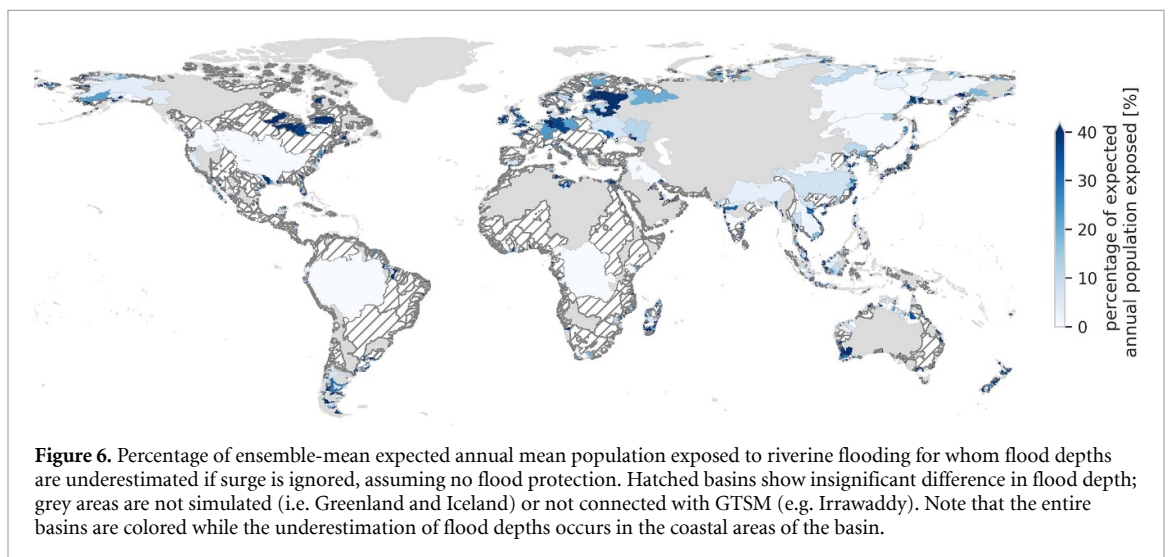 40
30
20
10
0
percentage of expected
annual population exposed [%]
Figure 6. Percentage of ensemble-mean expected annual mean population exposed to riverine flooding for whom flood depths
are underestimated if surge is ignored, assuming no flood protection. Hatched basins show insignificant difference in flood depth;
grey areas are not simulated (i.e. Greenland and Iceland) or not connected with GTSM (e.g. Irrawaddy). Note that the entire
basins are colored while the underestimation of flood depths occurs in the coastal areas of the basin.